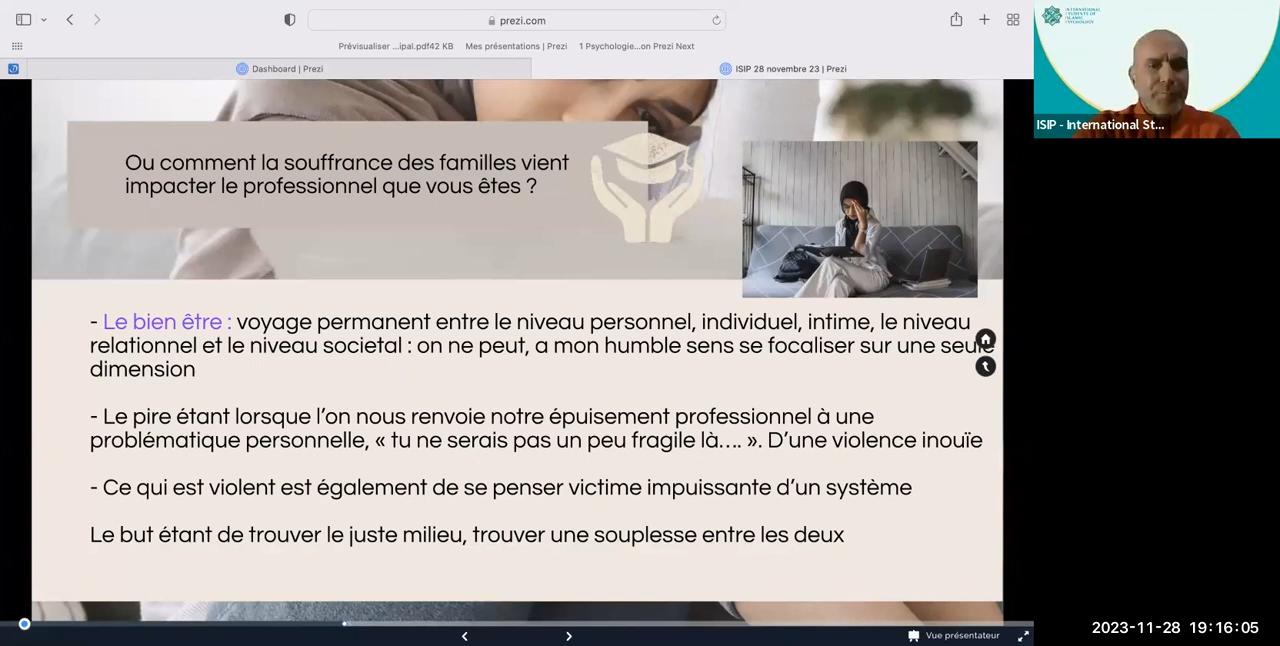 prezi.com
INTERNATIONAL
STUDENTS OF
ISLAMIC
PSYCHOLOGY
Prévisualiser ...ipal.pdf42 KB Mes présentations | Prezi 1 Psychologie...on Prezi Next
Dashboard | Prezi ISIP 28 novembre 23 | Prezi
ISIP - International St...
Ou comment la souffrance des familles vient
impacter le professionnel que vous êtes ?
- Le bien être : voyage permanent entre le niveau personnel, individuel, intime, le niveau
relationnel et le niveau societal : on ne peut, a mon humble sens se focaliser sur une seule
dimension
- Le pire étant lorsque l’on nous renvoie notre épuisement professionnel à une
problématique personnelle, « tu ne serais pas un peu fragile là.... ». D’une violence inouïe
- Ce qui est violent est également de se penser victime impuissante d’un système
Le but étant de trouver le juste milieu, trouver une souplesse entre les deux
Vue présentateur
2023-11-28 19:16:05